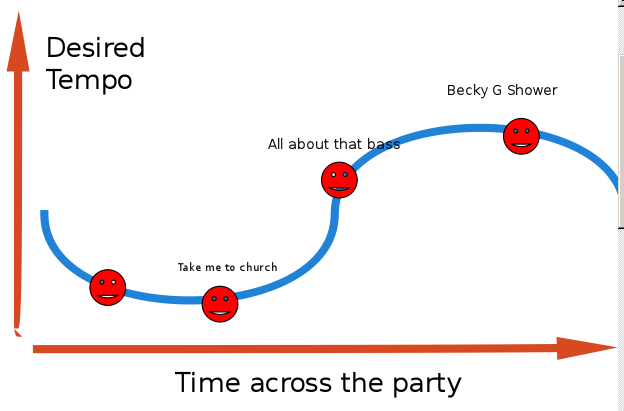 Desired
Tempo
Becky G Shower
All about that bass
Take me to church
Time across the party